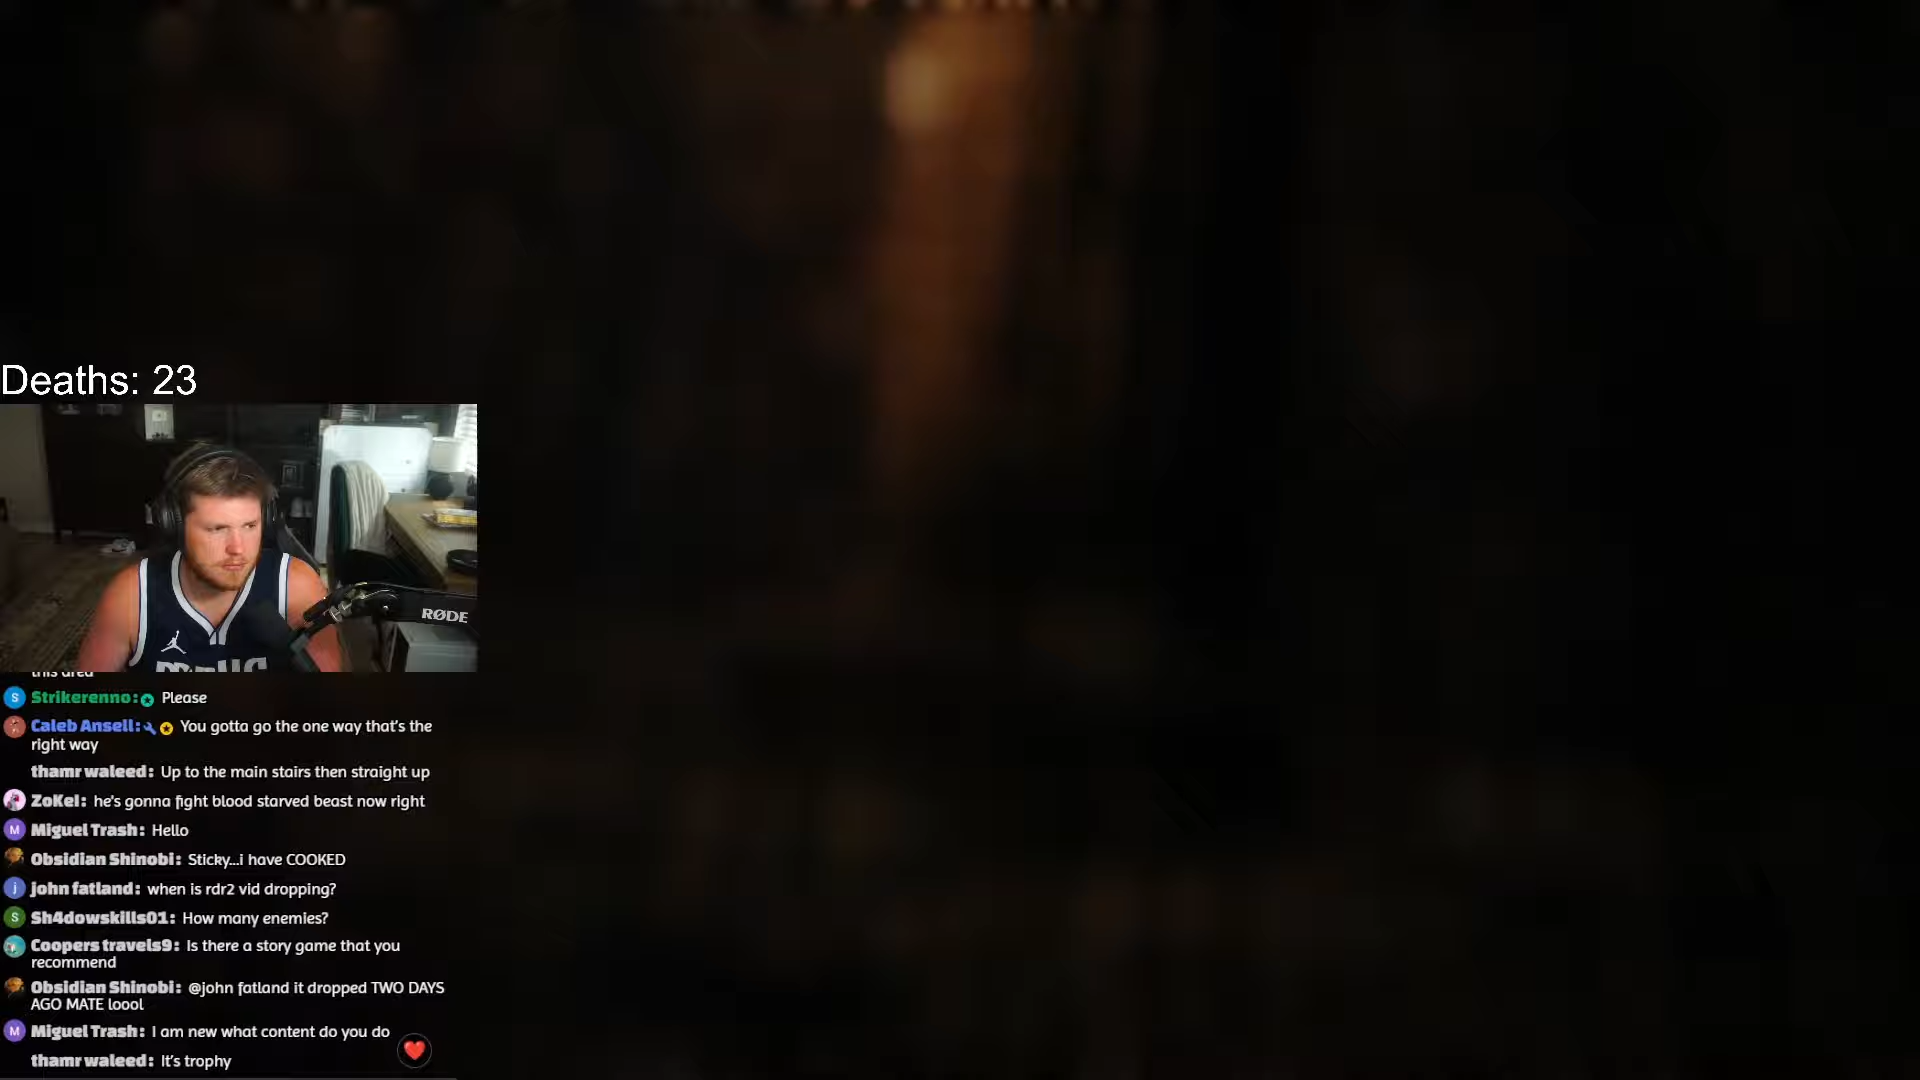 Deaths: 23
RØDE
this area
Strikerenno: Please
Caleb Ansell: You gotta go the one way that's the
right way
thamr waleed: Up to the main stairs then straight up
ZoKel: he's gonna fight blood starved beast now right
Miguel Trash: Hello
Obsidian Shinobi: Sticky...i have COOKED
john fatland: when is rdr2 vid dropping?
Sh4dowskills01: How many enemies?
Coopers travels9: Is there a story game that you
recommend
Obsidian Shinobi: @john fatland it dropped TWO DAYS
AGO MATE loool
Miguel Trash: I am new what content do you do
thamr waleed: It's trophy